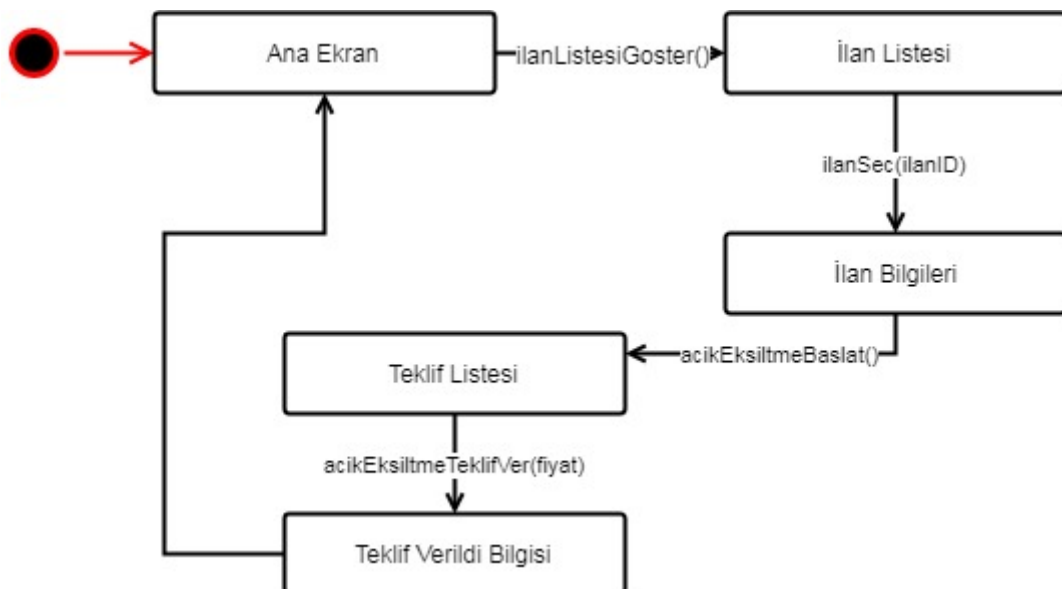 Ana Ekran
ilanListesiGoster()
İlan Listesi
ilanSec(ilanID)
İlan Bilgileri
acikEksiltmeBaslat()
Teklif Listesi
acikEksiltmeTeklifVer(fiyat)
Teklif Verildi Bilgisi